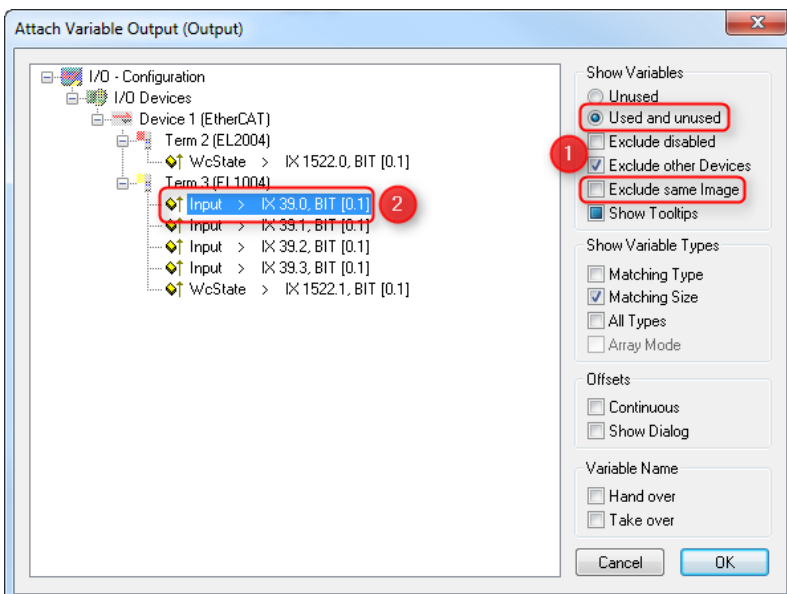 Attach Variable Output (Output)
I/O - Configuration
I/O Devices
Device 1 (EtherCAT)
Term 2 (EL2004)
WcState > IX 1522.0, BIT [0.1]
Term 3 (EL1004)
Input > IX 39.0, BIT [0.1]
2
Input > IX 39.1, BIT [0.1]
Input > IX 39.2, BIT [0.1]
Input > IX 39.3, BIT [0.1]
WcState > IX 1522.1, BIT [0.1]
Show Variables
Unused
Used and unused
1
Exclude disabled
Exclude other Devices
Exclude same Image
Show Tooltips
Show Variable Types
Matching Type
Matching Size
All Types
Array Mode
Offsets
Continuous
Show Dialog
Variable Name
Hand over
Take over
Cancel
OK